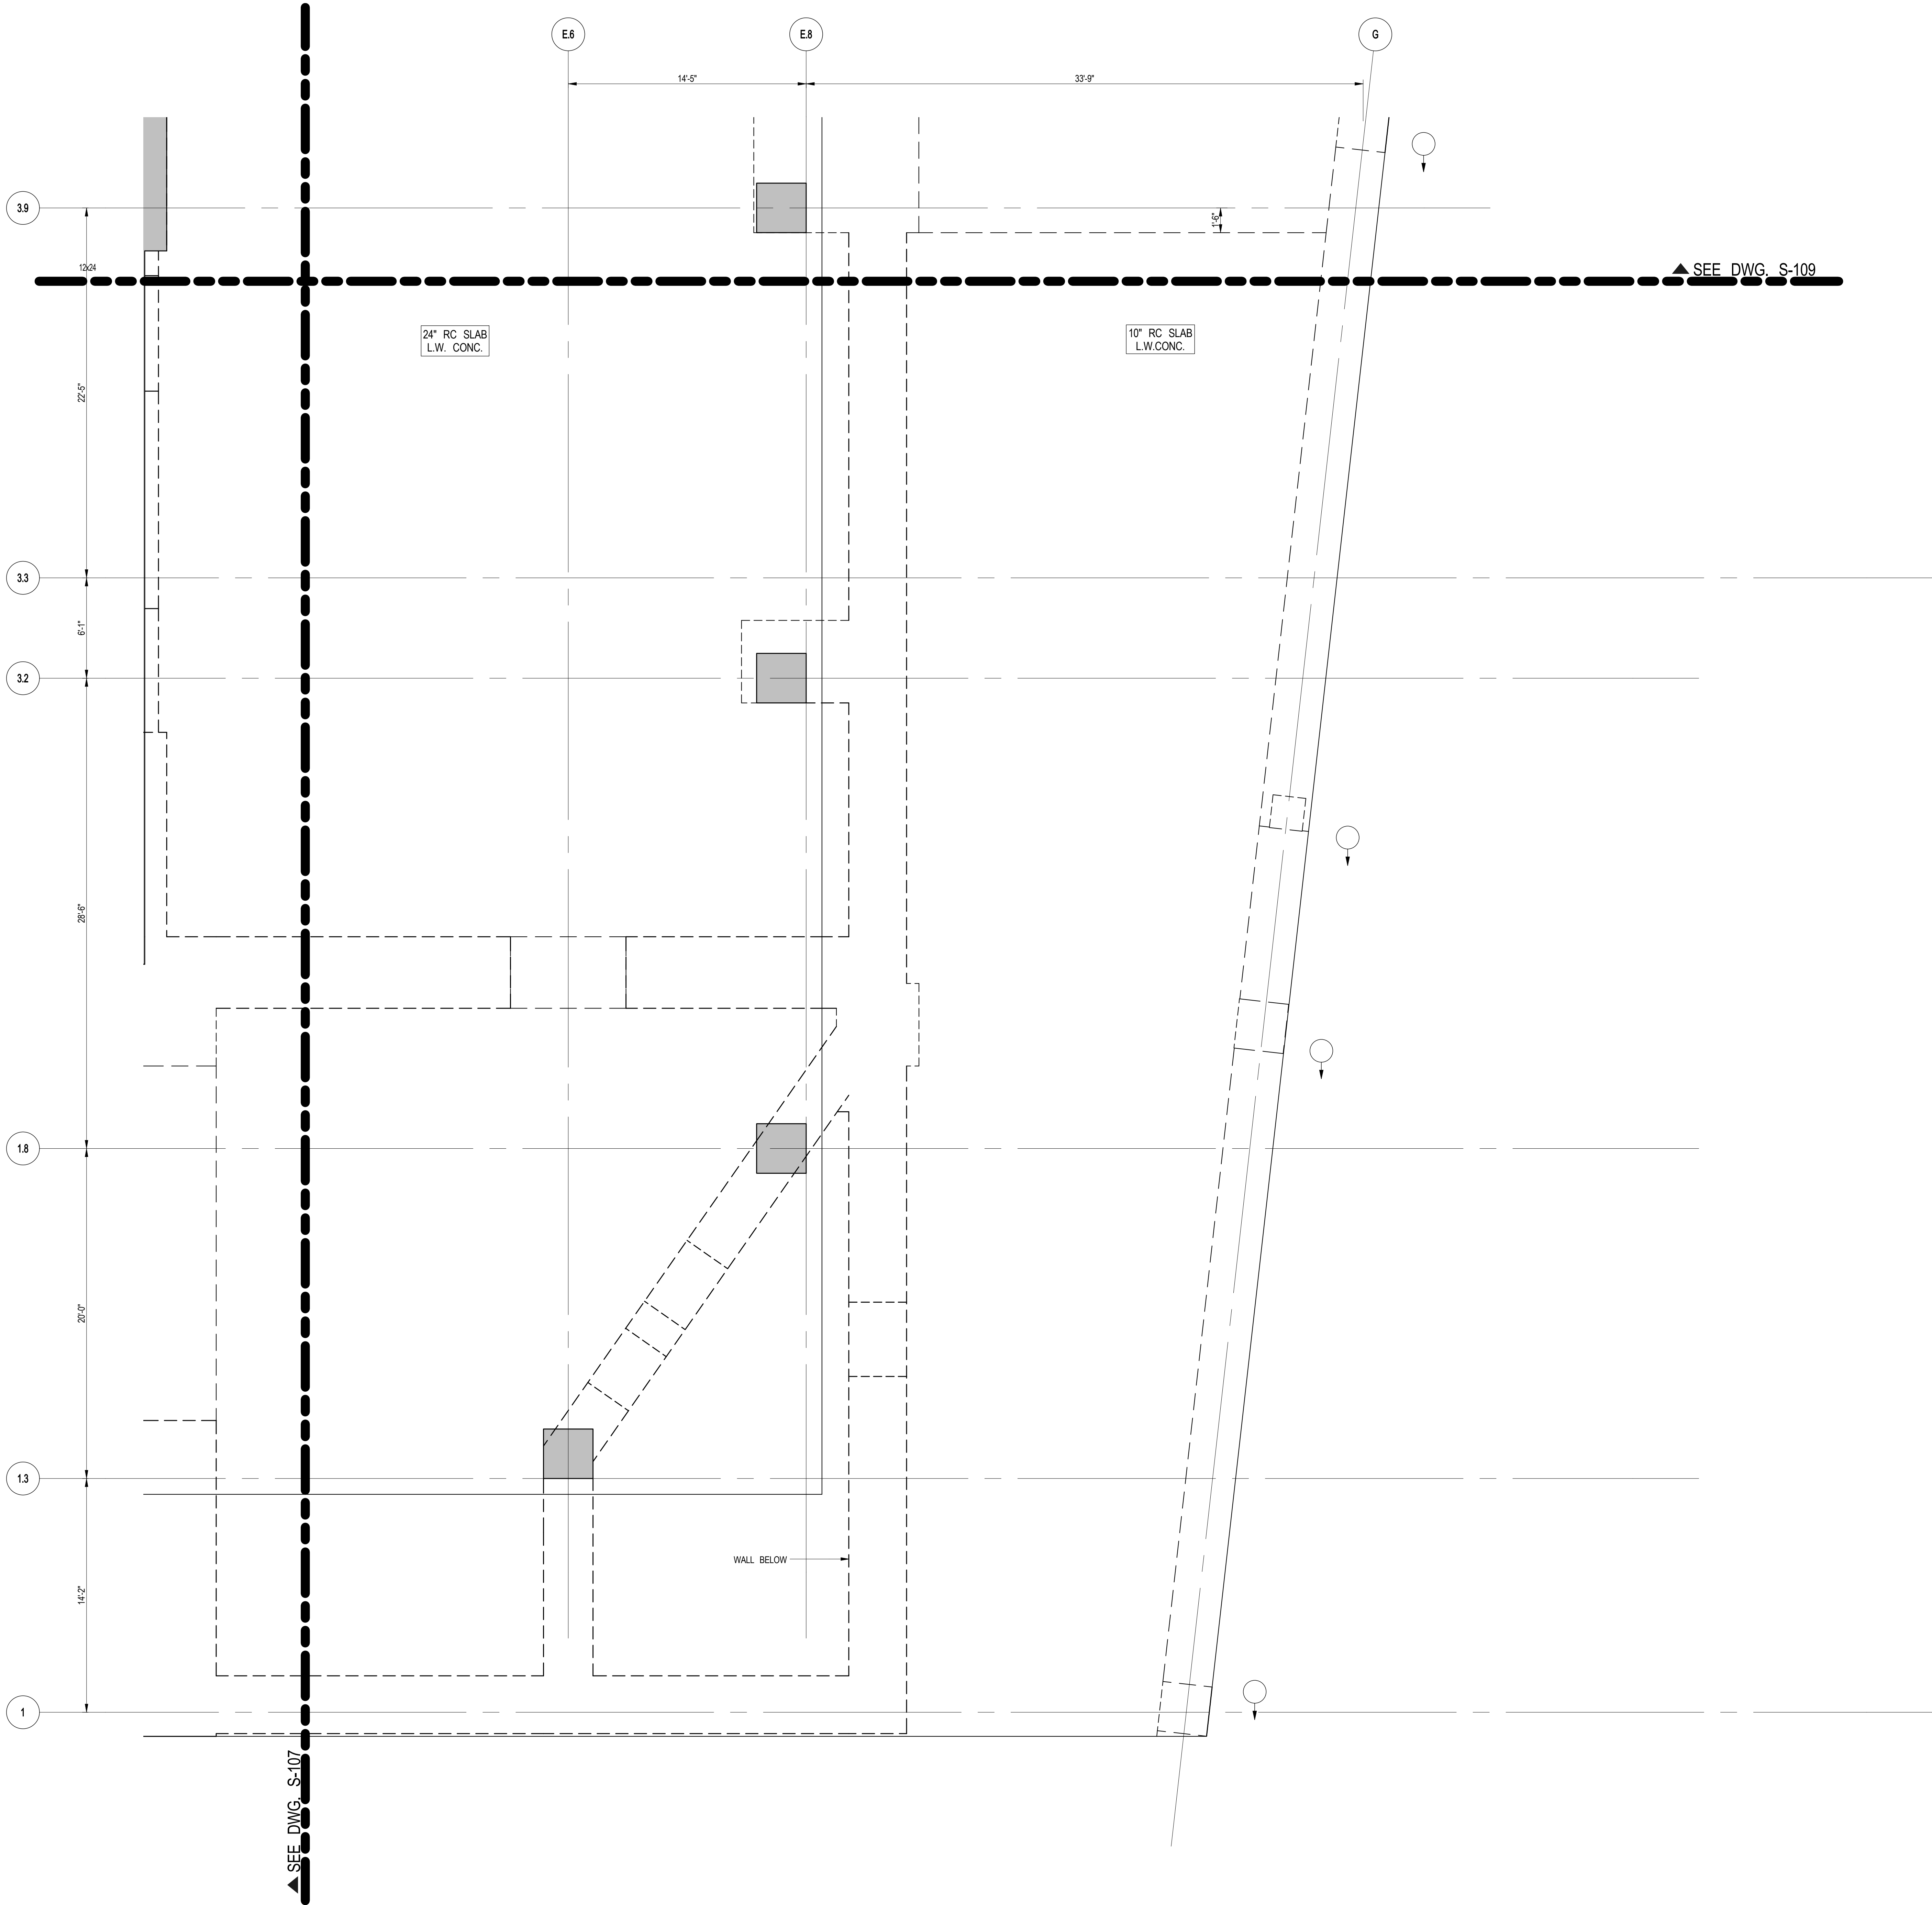 E.6
E.8
G
14'-5"
33'-9"
3.9
1'-6"
12x24
SEE DWG. S-109
24" RC SLAB
L.W. CONC.
10" RC SLAB
L.W.CONC.
22'-5"
3.3
6'-1"
3.2
28'-6"
1.8
20'-0"
1.3
WALL BELOW
14'-2"
1
SEE DWG. S-107